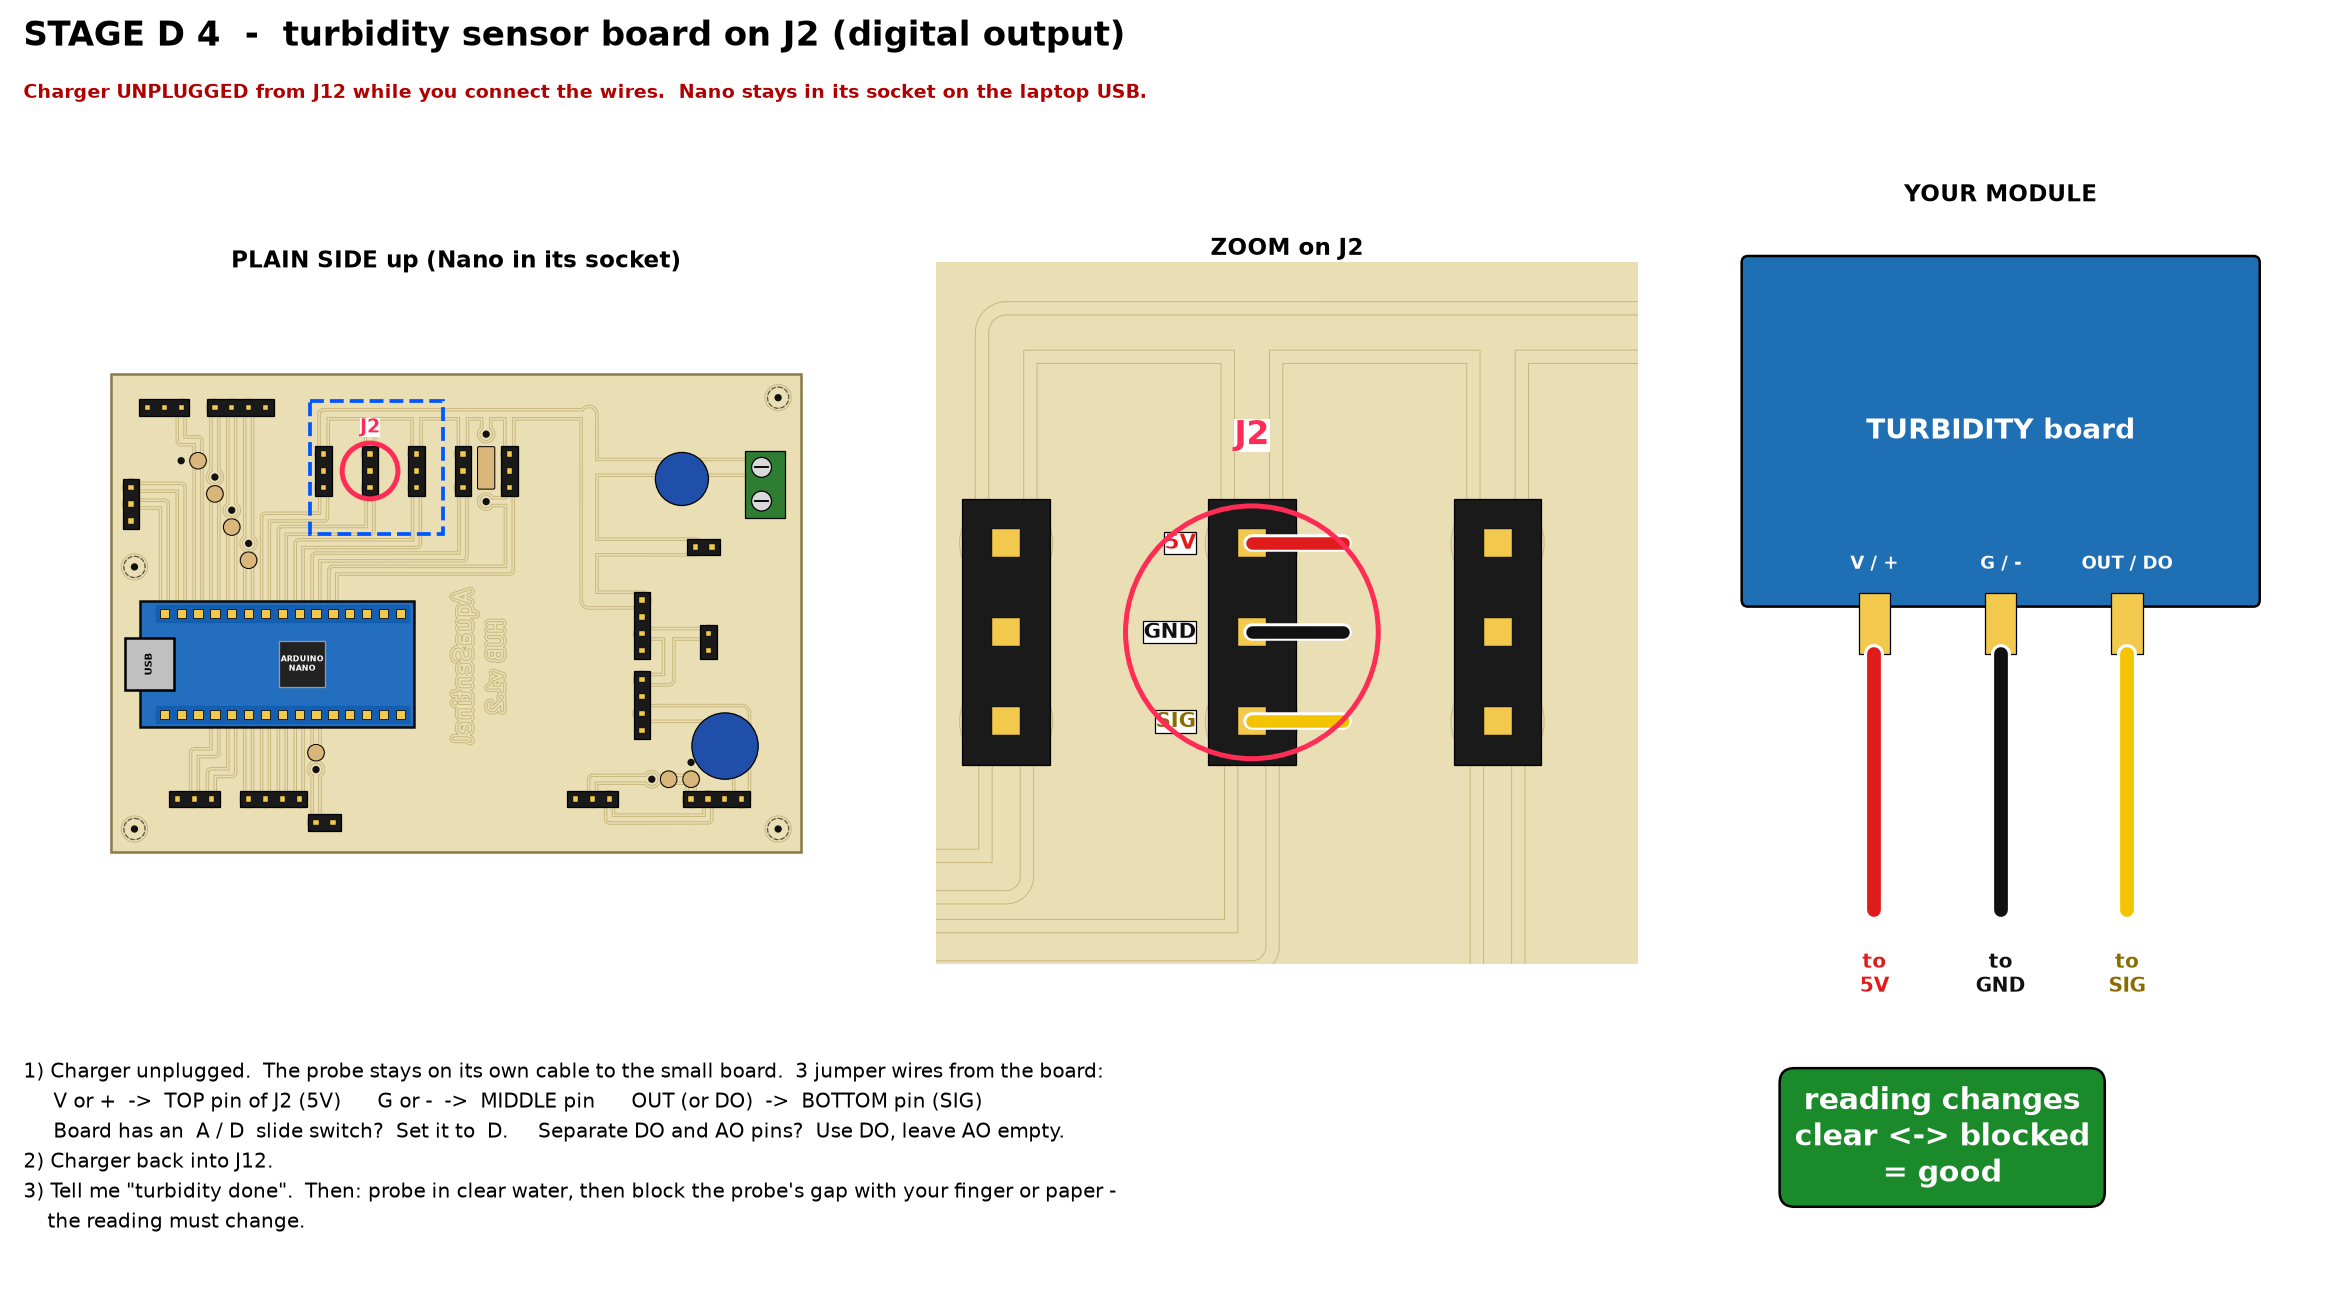 STAGE D 4  -  turbidity sensor board on J2 (digital output)
Charger UNPLUGGED from J12 while you connect the wires.  Nano stays in its socket on the laptop USB.
PLAIN SIDE up (Nano in its socket)
J2
USB
ARDUINO
NANO
AquaSentinel
HUB v1.2
ZOOM on J2
J2
5V
GND
SIG
YOUR MODULE
TURBIDITY board
V / +
G / -
OUT / DO
to
5V
to
GND
to
SIG
1) Charger unplugged.  The probe stays on its own cable to the small board.  3 jumper wires from the board:
V or +  ->  TOP pin of J2 (5V)      G or -  ->  MIDDLE pin      OUT (or DO)  ->  BOTTOM pin (SIG)
Board has an  A / D  slide switch?  Set it to  D.     Separate DO and AO pins?  Use DO, leave AO empty.
2) Charger back into J12.
3) Tell me "turbidity done".  Then: probe in clear water, then block the probe's gap with your finger or paper -
the reading must change.
reading changes
clear <-> blocked
= good